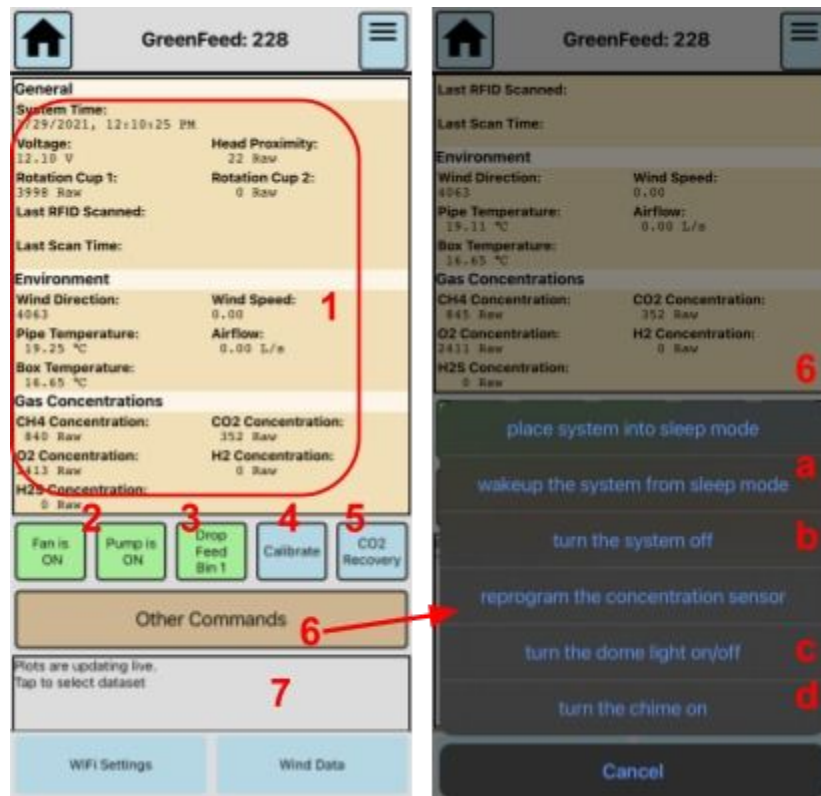 GreenFeed: 228
General
System Time:
7/29/2021, 12:10:25 PM
Voltage: Head Proximity:
12.10 V 22 Raw
Rotation Cup 1: Rotation Cup 2:
3998 Raw 0 Raw
Last RFID Scanned:
Last Scan Time:
Environment
Wind Direction: Wind Speed:
4063 0.00
1
Pipe Temperature: Airflow:
19.25 ℃ 0.00 L/s
Box Temperature:
16.65 ℃
Gas Concentrations
CH4 Concentration: CO2 Concentration:
840 Raw 352 Raw
O2 Concentration: H2 Concentration:
2413 Raw 0 Raw
H2S Concentration:
0 Raw
2 3 4 5
Fan is ON
Pump is ON
Drop Feed Bin 1
Calibrate
CO2 Recovery
Other Commands
6
Plots are updating live.
Tap to select dataset
7
WiFi Settings Wind Data
GreenFeed: 228
Last RFID Scanned:
Last Scan Time:
Environment
Wind Direction: Wind Speed:
4063 0.00
Pipe Temperature: Airflow:
19.11 ℃ 0.00 L/s
Box Temperature:
16.65 ℃
Gas Concentrations
CH4 Concentration: CO2 Concentration:
845 Raw 352 Raw
O2 Concentration: H2 Concentration:
2411 Raw 0 Raw
H2S Concentration:
0 Raw
6
place system into sleep mode
a
wakeup the system from sleep mode
turn the system off
b
reprogram the concentration sensor
turn the dome light on/off
c
turn the chime on
d
Cancel